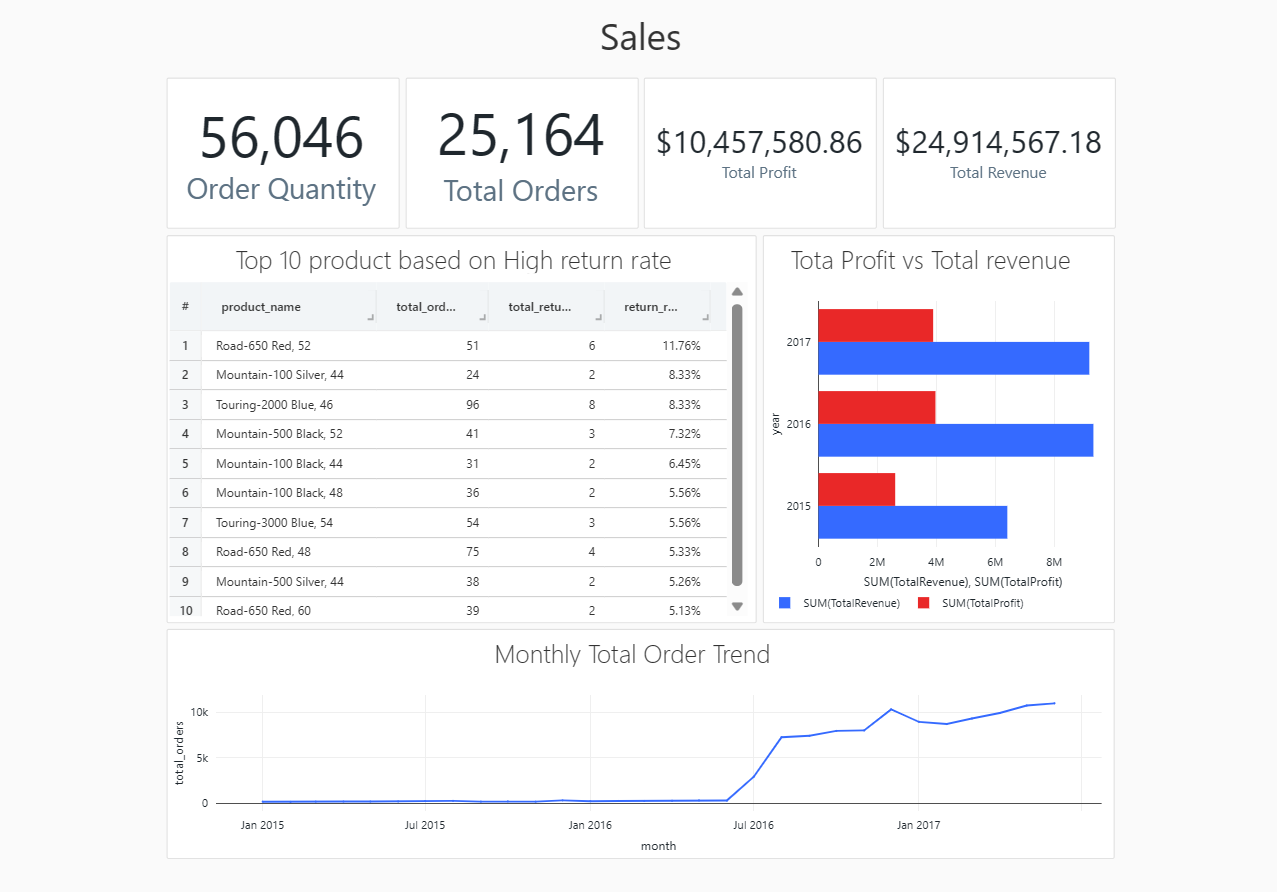 Sales
56,046
Order Quantity
25,164
Total Orders
$10,457,580.86
Total Profit
$24,914,567.18
Total Revenue
Top 10 product based on High return rate
# product_name total_ord... total_retu... return_r...
1 Road-650 Red, 52 51 6 11.76%
2 Mountain-100 Silver, 44 24 2 8.33%
3 Touring-2000 Blue, 46 96 8 8.33%
4 Mountain-500 Black, 52 41 3 7.32%
5 Mountain-100 Black, 44 31 2 6.45%
6 Mountain-100 Black, 48 36 2 5.56%
7 Touring-3000 Blue, 54 54 3 5.56%
8 Road-650 Red, 48 75 4 5.33%
9 Mountain-500 Silver, 44 38 2 5.26%
10 Road-650 Red, 60 39 2 5.13%
Tota Profit vs Total revenue
year
2017
2016
2015
0 2M 4M 6M 8M
SUM(TotalRevenue), SUM(TotalProfit)
SUM(TotalRevenue) SUM(TotalProfit)
Monthly Total Order Trend
total_orders
10k
5k
0
Jan 2015 Jul 2015 Jan 2016 Jul 2016 Jan 2017
month